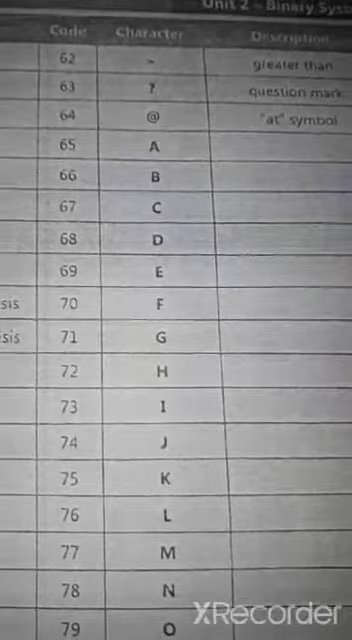 Unit 2 - Binary Syst
Code Character Description
62 > greater than
63 ? question mark
64 @ "at" symbol
65 A
66 B
67 C
68 D
69 E
sis 70 F
sis 71 G
72 H
73 I
74 J
75 K
76 L
77 M
78 N
79 O
XRecorder